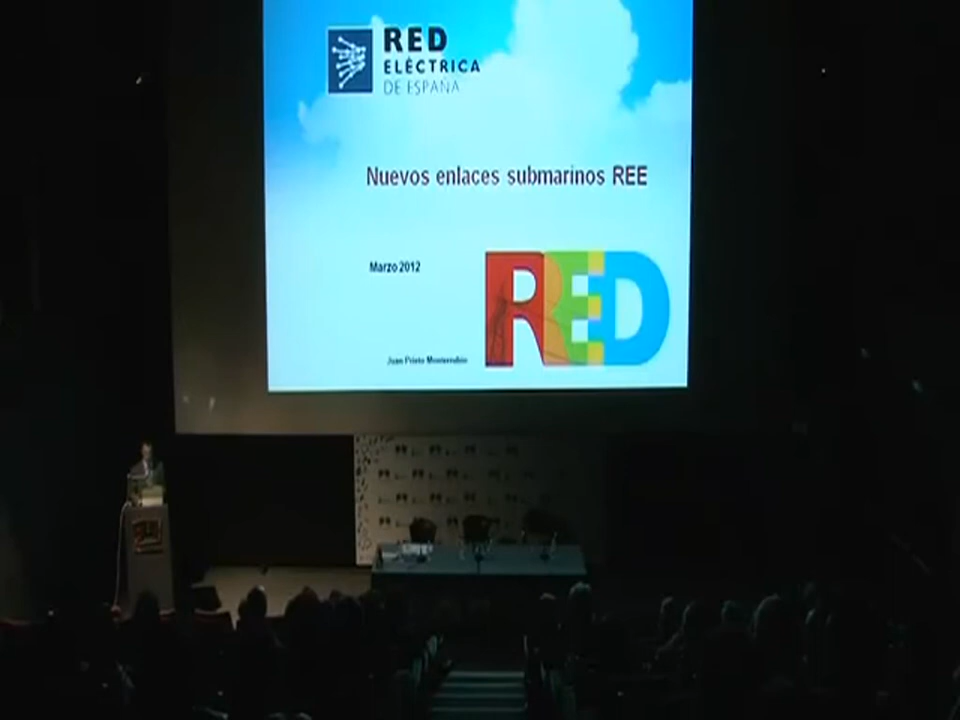 RED
ELÉCTRICA
DE ESPAÑA
Nuevos enlaces submarinos REE
Marzo 2012
RED
Juan Prieto Monterrubio